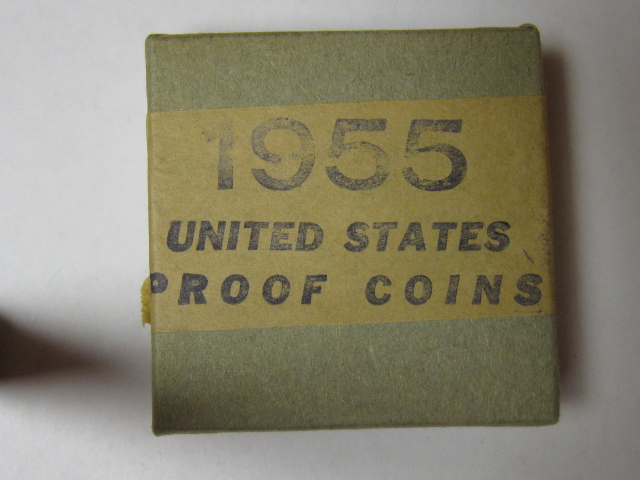 1955
UNITED STATES
PROOF COINS